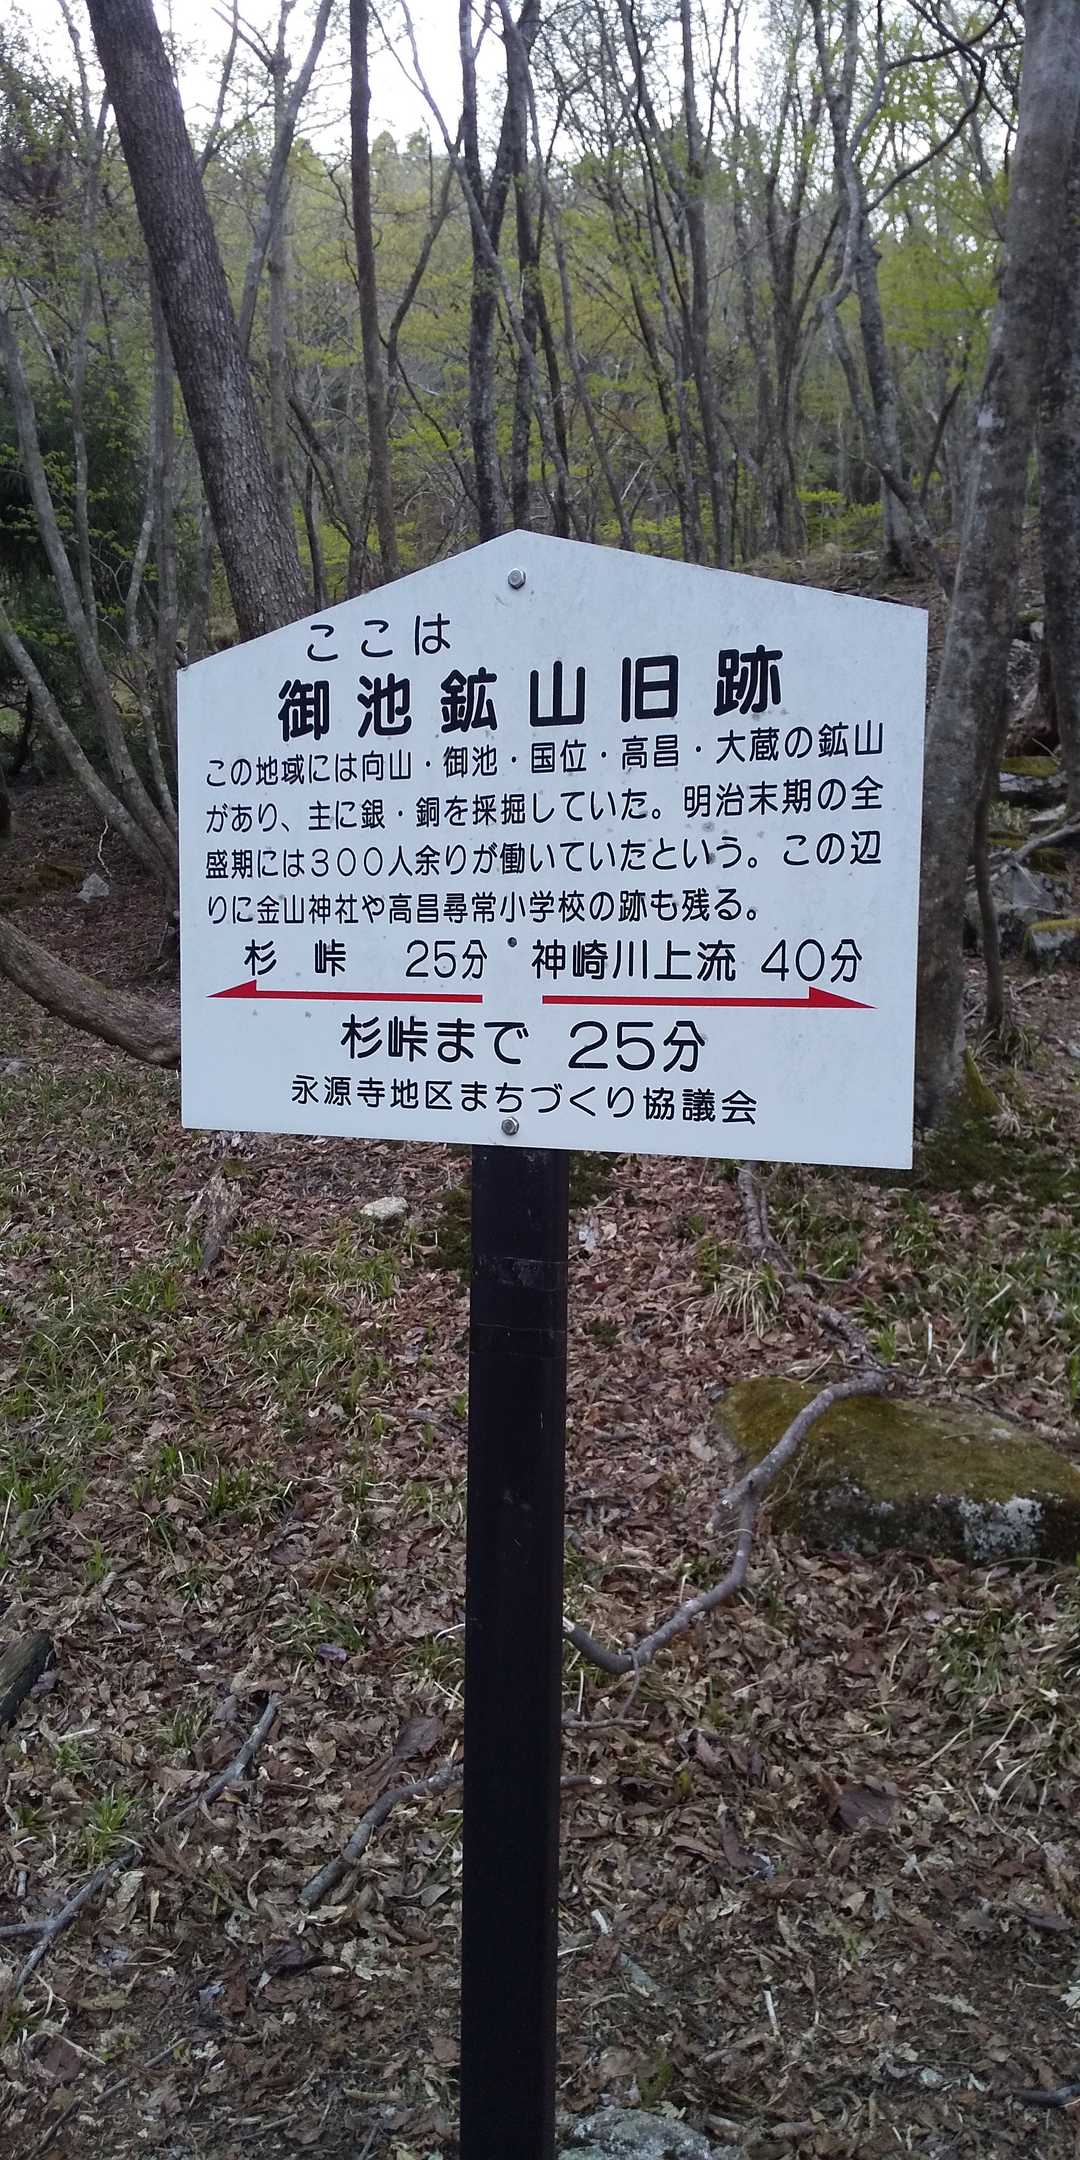 ここは
御池鉱山旧跡
この地域には向山・御池・国位・高昌・大蔵の鉱山
があり、主に銀・銅を採掘していた。明治末期の全
盛期には300人余りが働いていたという。この辺
りに金山神社や高昌尋常小学校の跡も残る。
杉峠 25分 神崎川上流 40分
杉峠まで 25分
永源寺地区まちづくり協議会